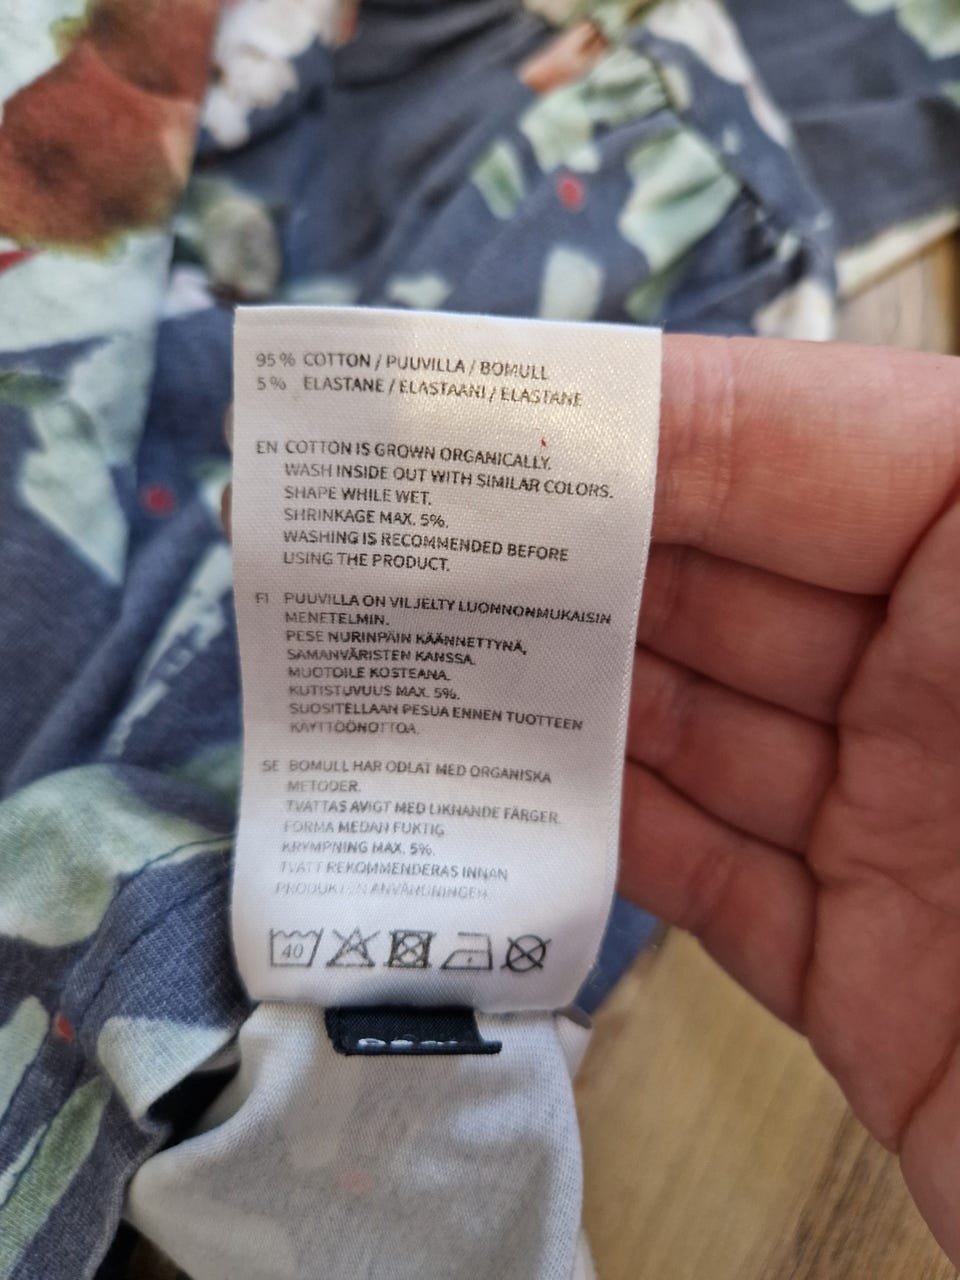 95 % COTTON / PUUVILLA / BOMULL
5 % ELASTANE / ELASTAANI / ELASTANE
EN COTTON IS GROWN ORGANICALLY.
WASH INSIDE OUT WITH SIMILAR COLORS.
SHAPE WHILE WET.
SHRINKAGE MAX. 5%.
WASHING IS RECOMMENDED BEFORE
USING THE PRODUCT.
FI PUUVILLA ON VILJELTY LUONNONMUKAISIN
MENETELMIN.
PESE NURINPÄIN KÄÄNNETTYNÄ,
SAMANVÄRISTEN KANSSA.
MUOTOILE KOSTEANA.
KUTISTUVUUS MAX. 5%.
SUOSITELLAAN PESUA ENNEN TUOTTEEN
KÄYTTÖÖNOTTOA.
SE BOMULL HAR ODLAT MED ORGANISKA
METODER.
TVÄTTAS AVIGT MED LIKNANDE FÄRGER.
FORMA MEDAN FUKTIG
KRYMPNING MAX. 5%.
TVÄTT REKOMMENDERAS INNAN
PRODUKTEN ANVÄNDNINGEN.
40